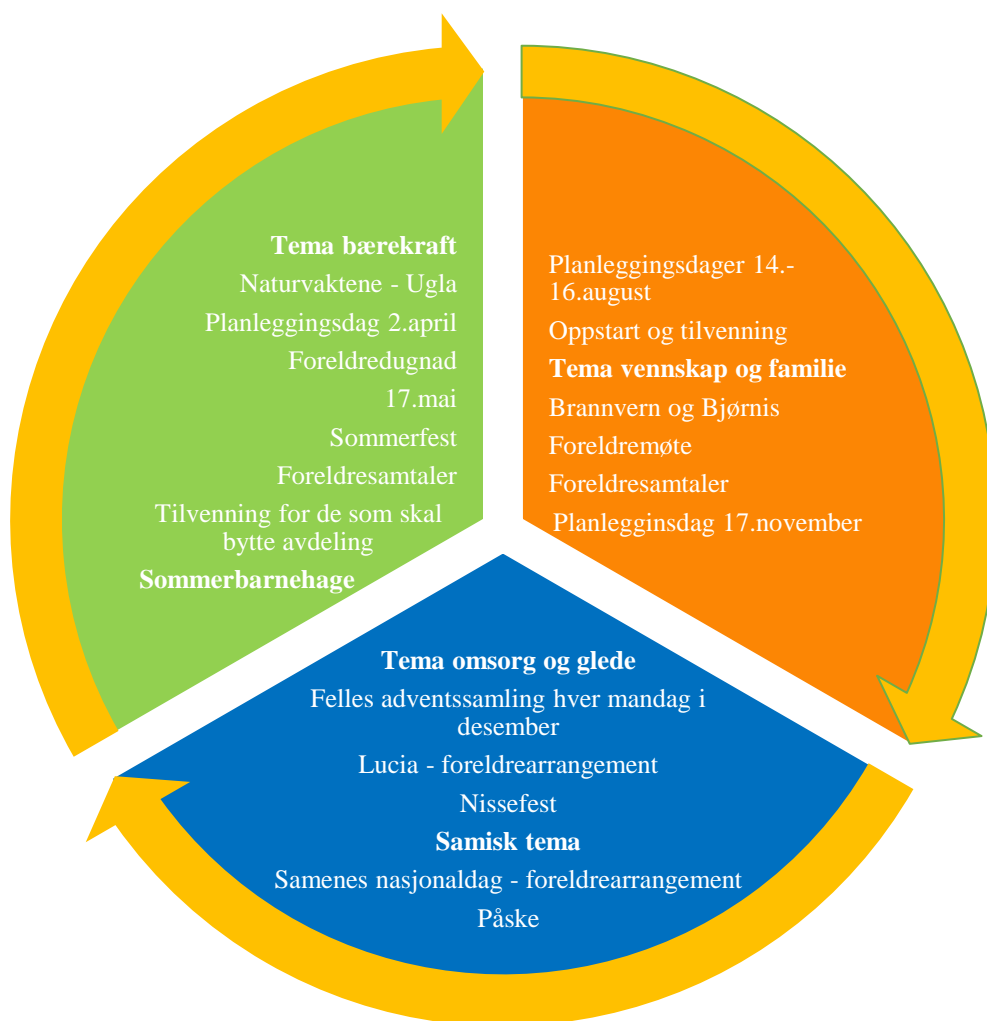 Planleggingsdager 14.-
16.august
Oppstart og tilvenning
Tema vennskap og familie
Brannvern og Bjørnis
Foreldremøte
Foreldresamtaler
Planlegginsdag 17.november
Tema omsorg og glede
Felles adventssamling hver mandag i
desember
Lucia - foreldrearrangement
Nissefest
Samisk tema
Samenes nasjonaldag - foreldrearrangement
Påske
Tema bærekraft
Naturvaktene - Ugla
Planleggingsdag 2.april
Foreldredugnad
17.mai
Sommerfest
Foreldresamtaler
Tilvenning for de som skal
bytte avdeling
Sommerbarnehage